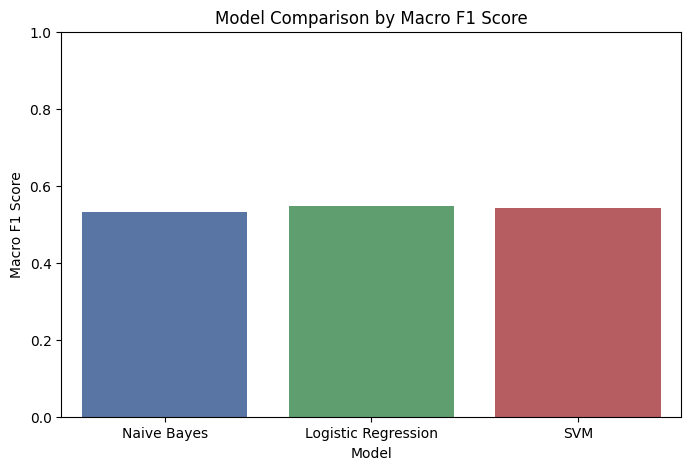 Model Comparison by Macro F1 Score
Macro F1 Score
1.0
0.8
0.6
0.4
0.2
0.0
Naive Bayes
Logistic Regression
SVM
Model